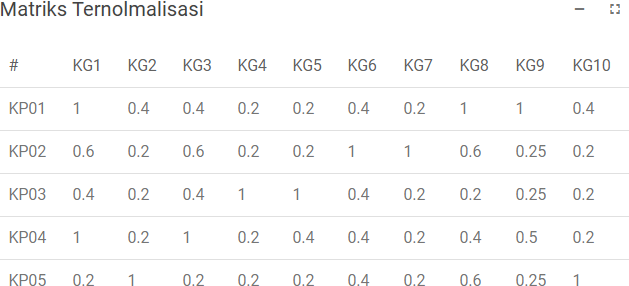 Matriks Ternolmalisasi
# KG1 KG2 KG3 KG4 KG5 KG6 KG7 KG8 KG9 KG10
KP01 1 0.4 0.4 0.2 0.2 0.4 0.2 1 1 0.4
KP02 0.6 0.2 0.6 0.2 0.2 1 1 0.6 0.25 0.2
KP03 0.4 0.2 0.4 1 1 0.4 0.2 0.2 0.25 0.2
KP04 1 0.2 1 0.2 0.4 0.4 0.2 0.4 0.5 0.2
KP05 0.2 1 0.2 0.2 0.2 0.4 0.2 0.6 0.25 1